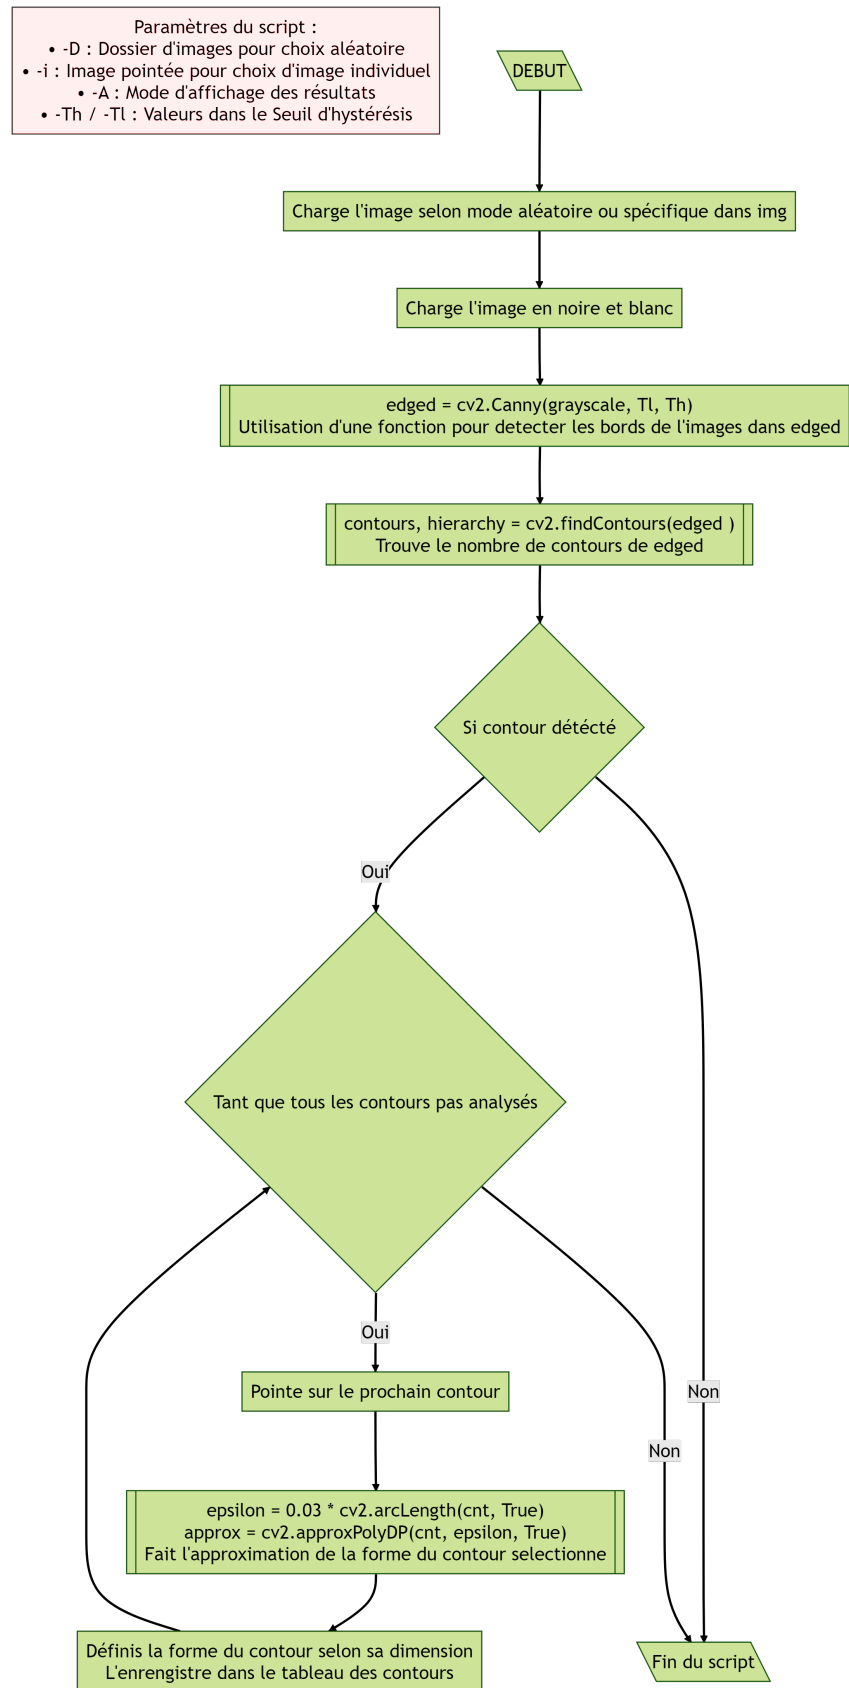 Paramètres du script :
• -D : Dossier d'images pour choix aléatoire
• -i : Image pointée pour choix d'image individuel
• -A : Mode d'affichage des résultats
• -Th / -Tl : Valeurs dans le Seuil d'hystérésis
DEBUT
Charge l'image selon mode aléatoire ou spécifique dans img
Charge l'image en noire et blanc
edged = cv2.Canny(grayscale, Tl, Th)
Utilisation d'une fonction pour detecter les bords de l'images dans edged
contours, hierarchy = cv2.findContours(edged )
Trouve le nombre de contours de edged
Si contour détécté
Oui
Tant que tous les contours pas analysés
Oui
Pointe sur le prochain contour
Non
Non
epsilon = 0.03 * cv2.arcLength(cnt, True)
approx = cv2.approxPolyDP(cnt, epsilon, True)
Fait l'approximation de la forme du contour selectionne
Définis la forme du contour selon sa dimension
L'enrengistre dans le tableau des contours
Fin du script